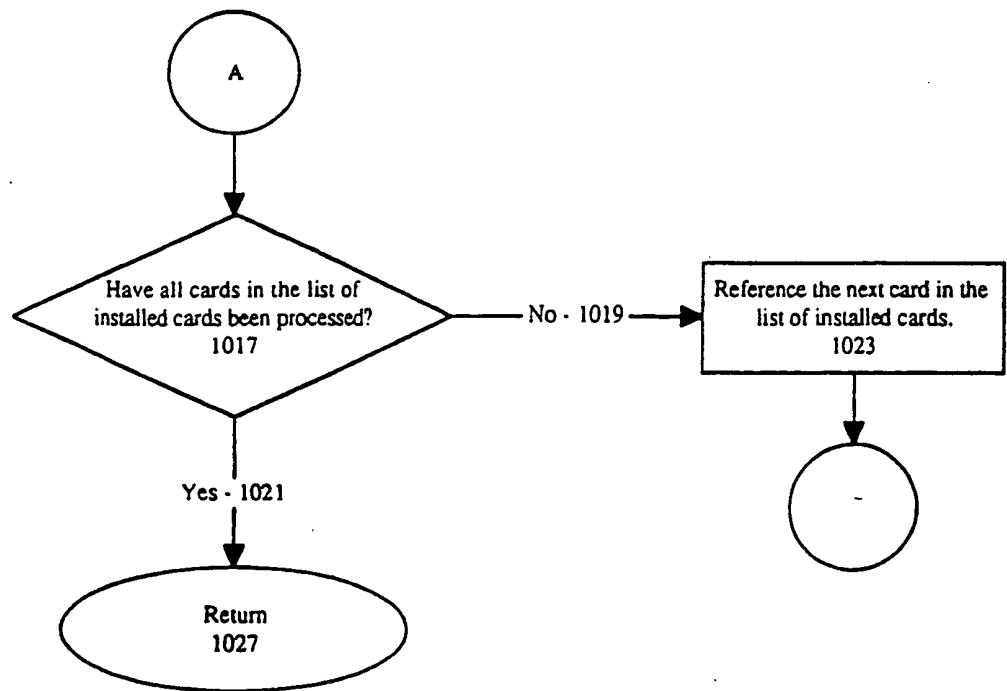 A
Have all cards in the list of
installed cards been processed?
1017
No - 1019
Reference the next card in the
list of installed cards.
1023
Yes - 1021
Return
1027